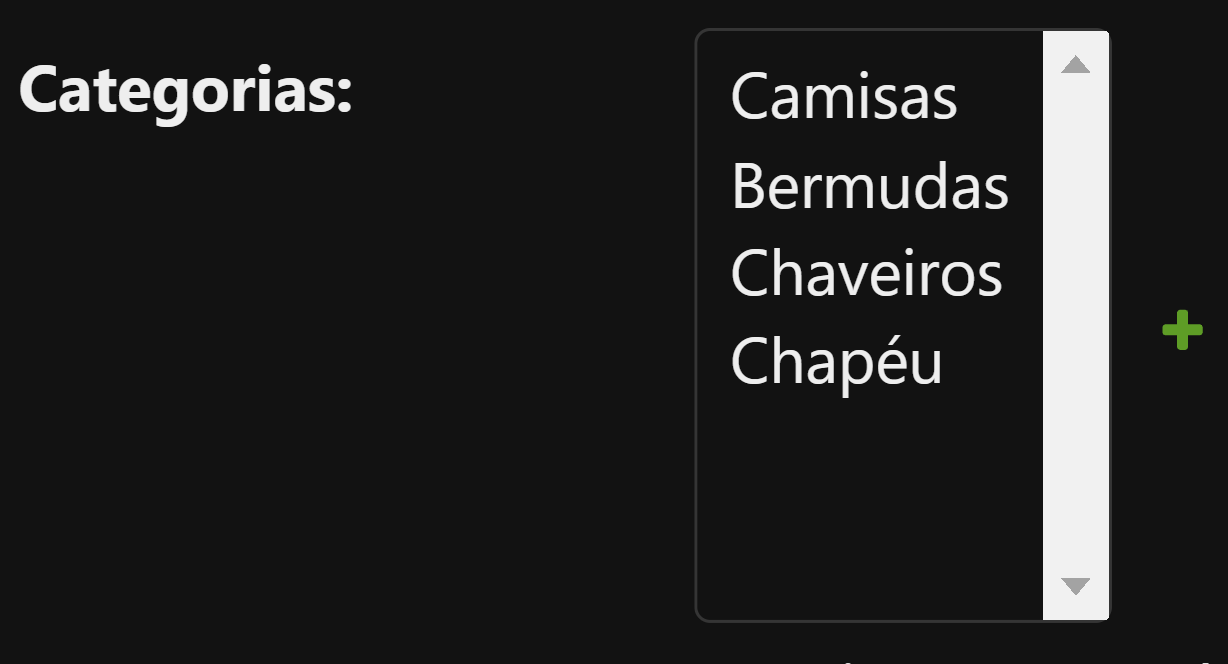 Categorias:
Camisas
Bermudas
Chaveiros
Chapéu